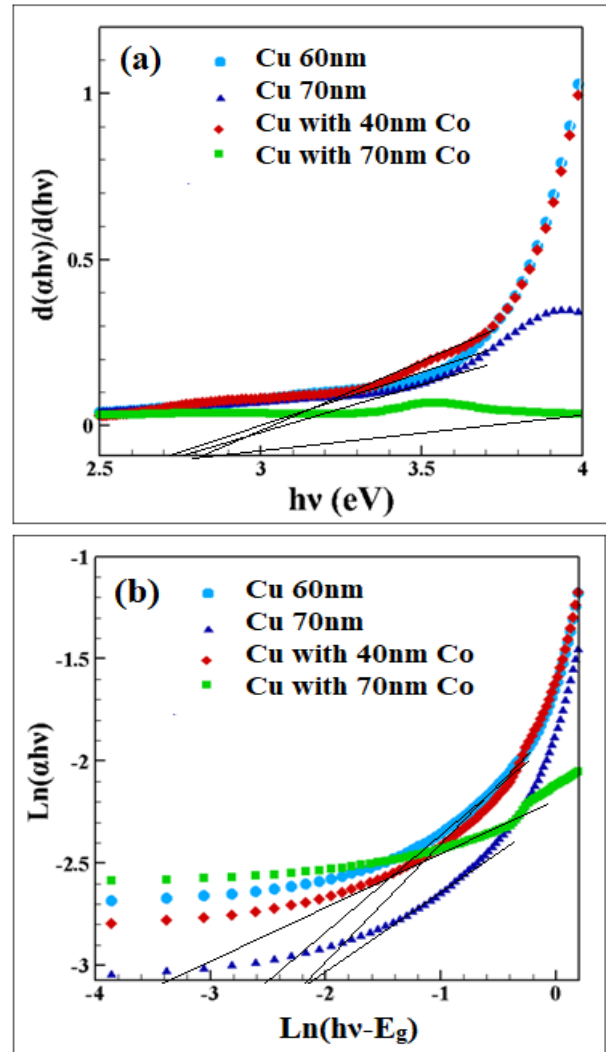 (a)
Cu 60nm
Cu 70nm
Cu with 40nm Co
Cu with 70nm Co
d(αhν)/d(hν)
1
0.5
0
2.5 3 3.5 4
hν (eV)
(b)
Cu 60nm
Cu 70nm
Cu with 40nm Co
Cu with 70nm Co
Ln(αhν)
-1
-1.5
-2
-2.5
-3
-4 -3 -2 -1 0
Ln(hν-E_g)